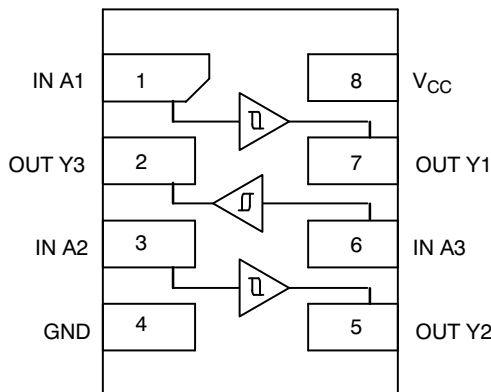 IN A1 1 8 VCC
OUT Y3 2 7 OUT Y1
IN A2 3 6 IN A3
GND 4 5 OUT Y2